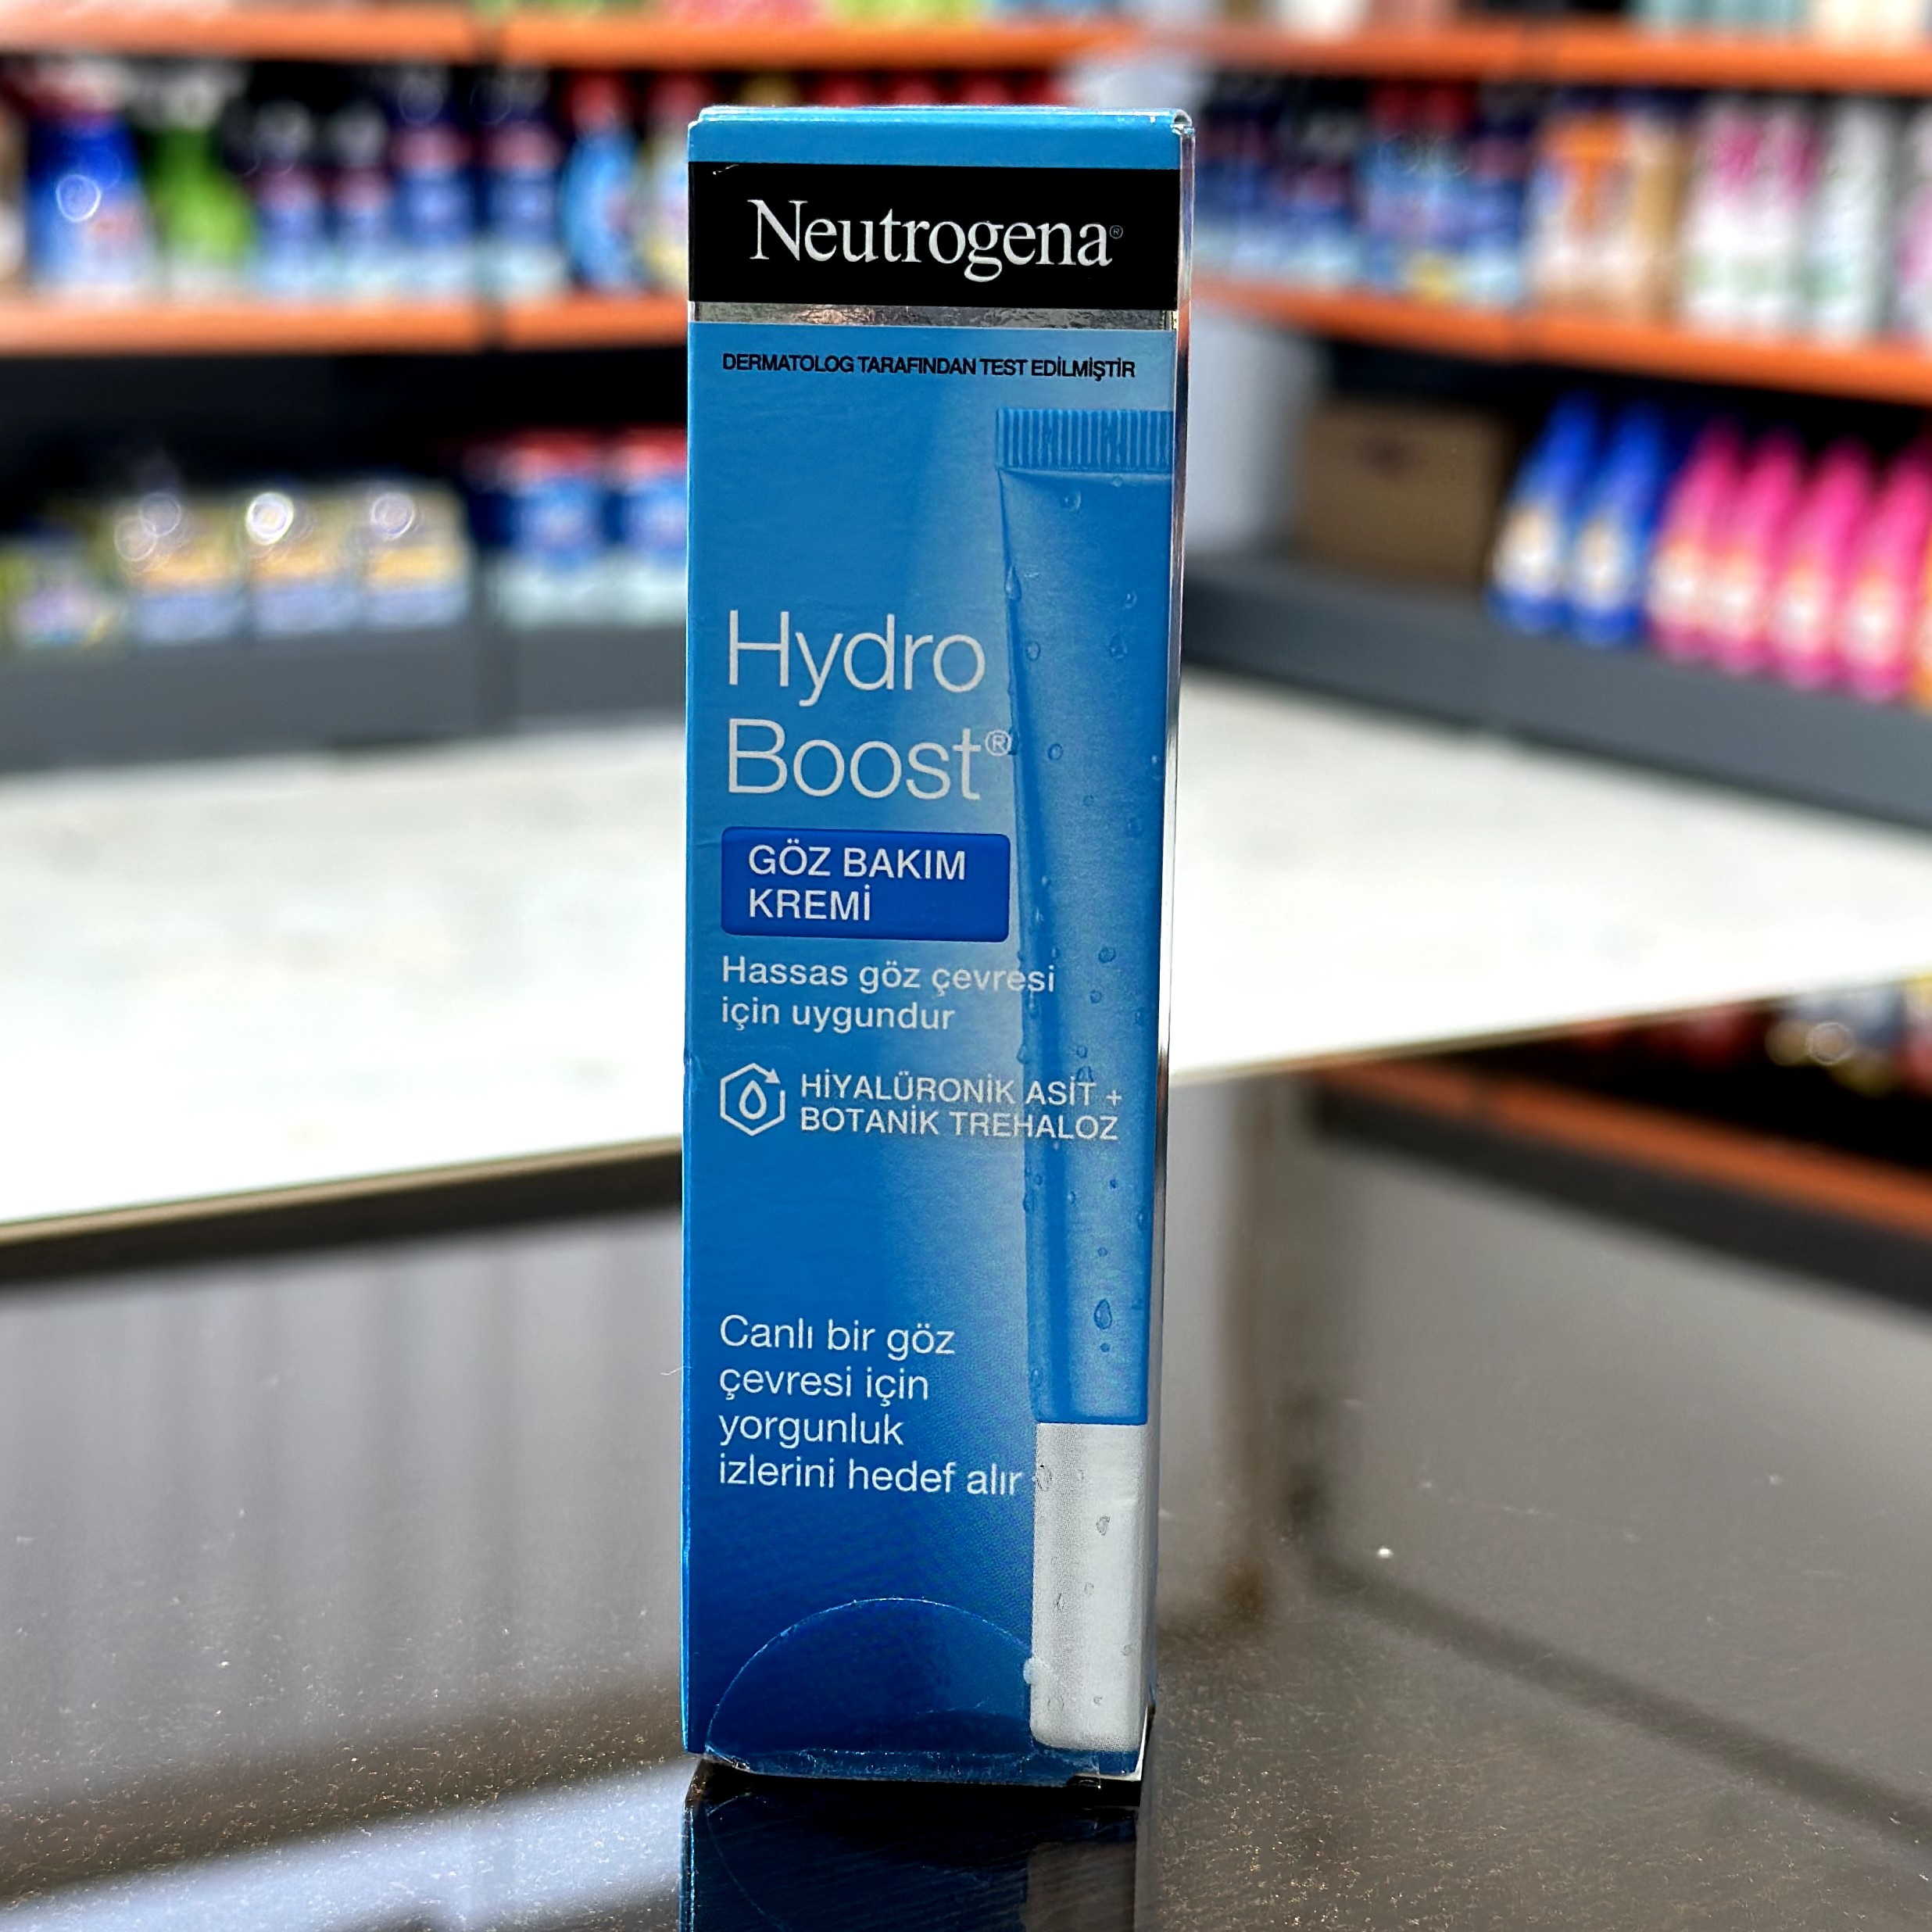 Neutrogena®
DERMATOLOG TARAFINDAN TEST EDİLMİŞTİR
Hydro
Boost®
GÖZ BAKIM
KREMİ
Hassas göz çevresi
için uygundur
HİYALÜRONİK ASİT +
BOTANİK TREHALOZ
Canlı bir göz
çevresi için
yorgunluk
izlerini hedef alır